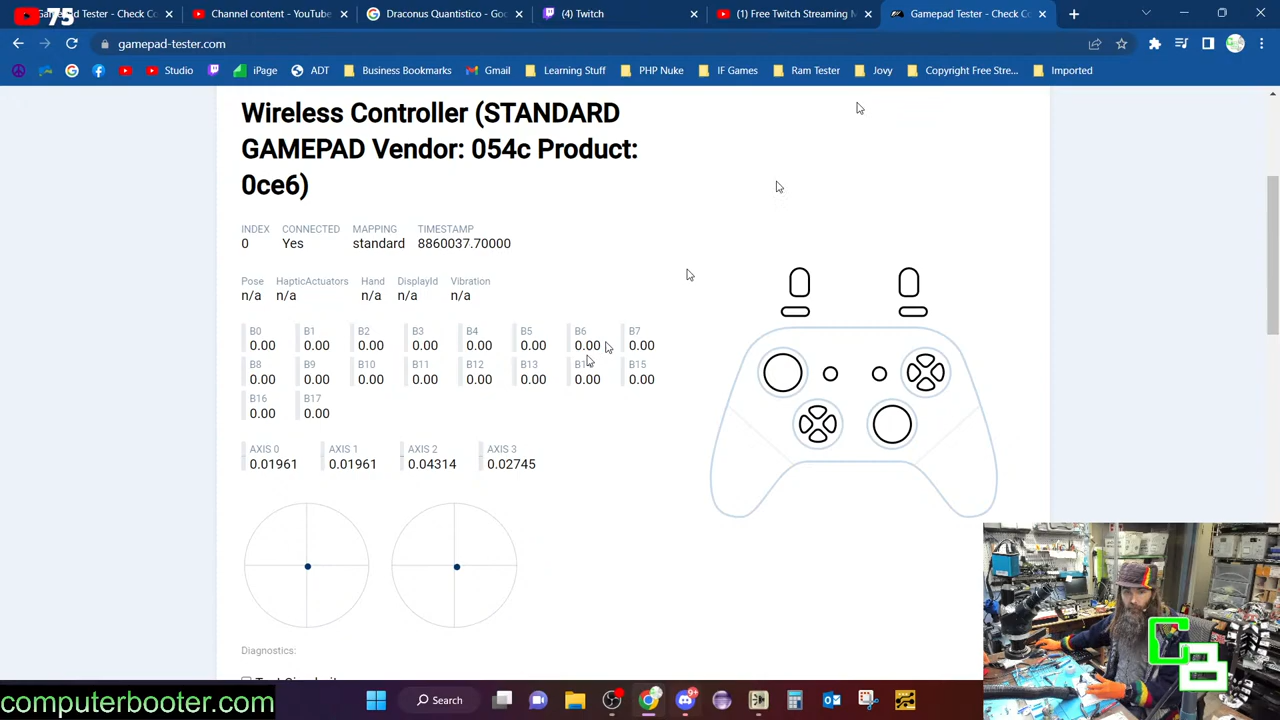 75
Gamepad Tester - Check Co
Channel content - YouTube
Draconus Quantistico - Goo
(4) Twitch
(1) Free Twitch Streaming M
Gamepad Tester - Check Co
gamepad-tester.com
Studio
iPage
ADT
Business Bookmarks
Gmail
Learning Stuff
PHP Nuke
IF Games
Ram Tester
Jovy
Copyright Free Stre...
Imported
Wireless Controller (STANDARD
GAMEPAD Vendor: 054c Product:
0ce6)
INDEX CONNECTED MAPPING TIMESTAMP
0 Yes standard 8860037.70000
Pose HapticActuators Hand DisplayId Vibration
n/a n/a n/a n/a n/a
B0 B1 B2 B3 B4 B5 B6 B7
0.00 0.00 0.00 0.00 0.00 0.00 0.00 0.00
B8 B9 B10 B11 B12 B13 B15
0.00 0.00 0.00 0.00 0.00 0.00 0.00 0.00
B16 B17
0.00 0.00
AXIS 0 AXIS 1 AXIS 2 AXIS 3
0.01961 0.01961 0.04314 0.02745
Diagnostics:
CB
computerbooter.com
Search
9+